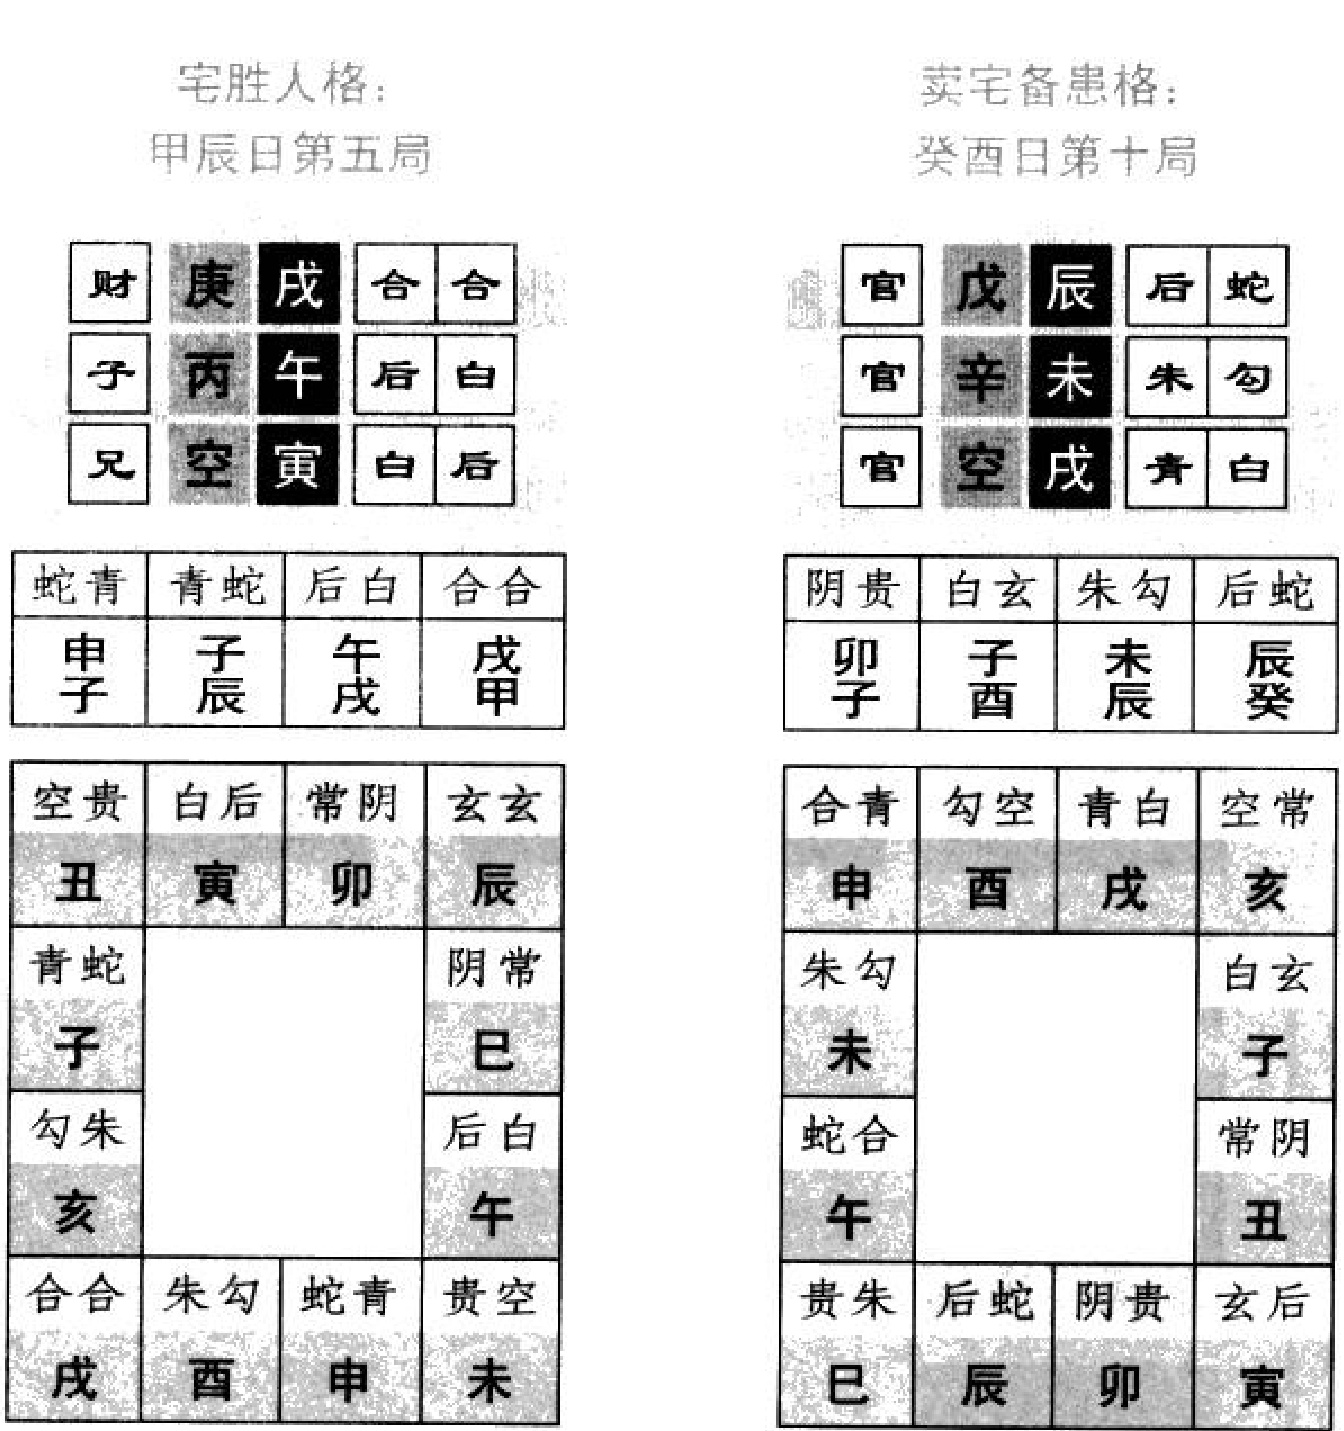 宅胜人格：
甲辰日第五局
财 庚 戌 合 合
子 丙 午 后 白
兄 空 寅 白 后
蛇青 青蛇 后白 合合
申 子 午 戌
子 辰 戌 甲
空贵 白后 常阴 玄玄
丑 寅 卯 辰
青蛇 阴常
子 巳
勾朱 后白
亥 午
合合 朱勾 蛇青 贵空
戌 酉 申 未
卖宅备患格：
癸酉日第十局
官 戊 辰 后 蛇
官 辛 未 朱 勾
官 空 戌 青 白
阴贵 白玄 朱勾 后蛇
卯 子 未 辰
子 酉 辰 癸
合青 勾空 青白 空常
申 酉 戌 亥
朱勾 白玄
未 子
蛇合 常阴
午 丑
贵朱 后蛇 阴贵 玄后
巳 辰 卯 寅